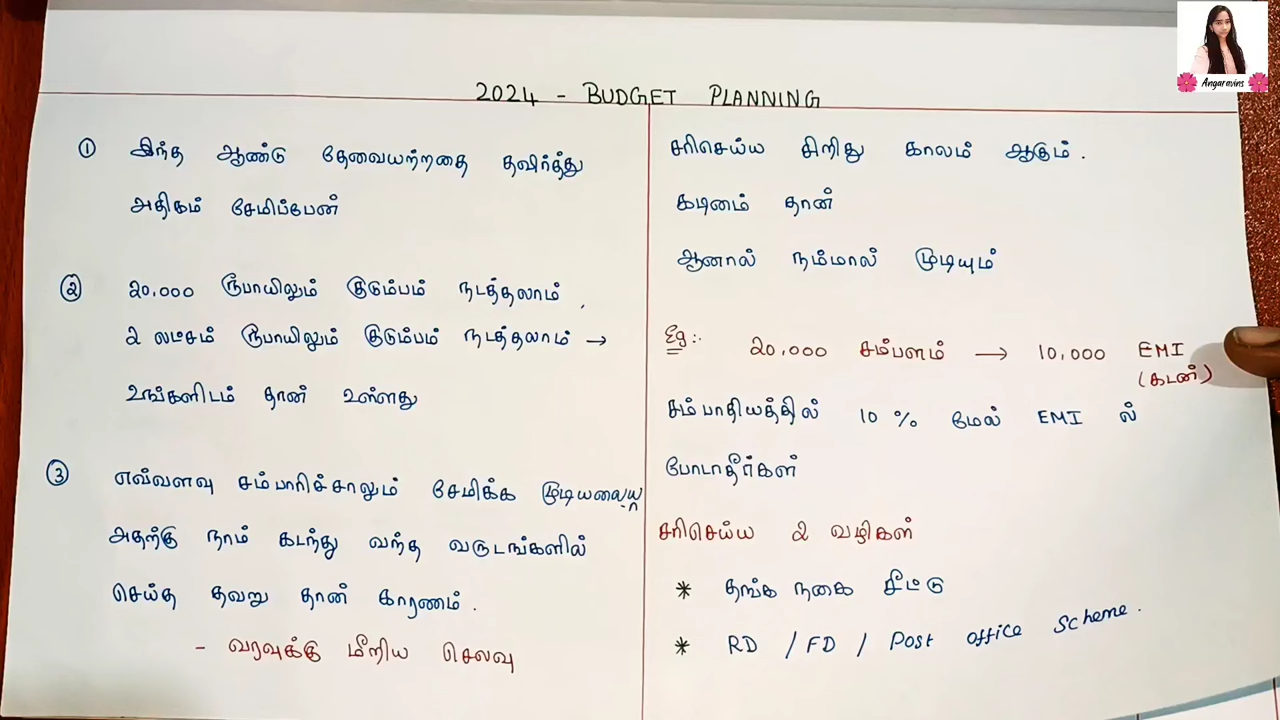 2024 - BUDGET PLANNING
① இந்த ஆண்டு தேவையற்றதை தவிர்த்து
அதிகம் சேமிப்பேன்
② 20,000 ரூபாயிலும் குடும்பம் நடத்தலாம்,
2 லட்சம் ரூபாயிலும் குடும்பம் நடத்தலாம் →
உங்களிடம் தான் உள்ளது
③ எவ்வளவு சம்பாரிச்சாலும் சேமிக்க முடியலையா
அதற்கு நாம் கடந்து வந்த வருடங்களில்
செய்த தவறு தான் காரணம்.
- வரவுக்கு மீறிய செலவு
சரிசெய்ய சிறிது காலம் ஆகும்.
கடினம் தான்
ஆனால் நம்மால் முடியும்
Eg:- 20,000 சம்பளம் → 10,000 EMI
(கடன்)
சம்பாதியத்தில் 10 % மேல் EMI ல்
போடாதீர்கள்
சரிசெய்ய 2 வழிகள்
* தங்க நகை சீட்டு
* RD / FD / Post office Scheme.
Angaravins